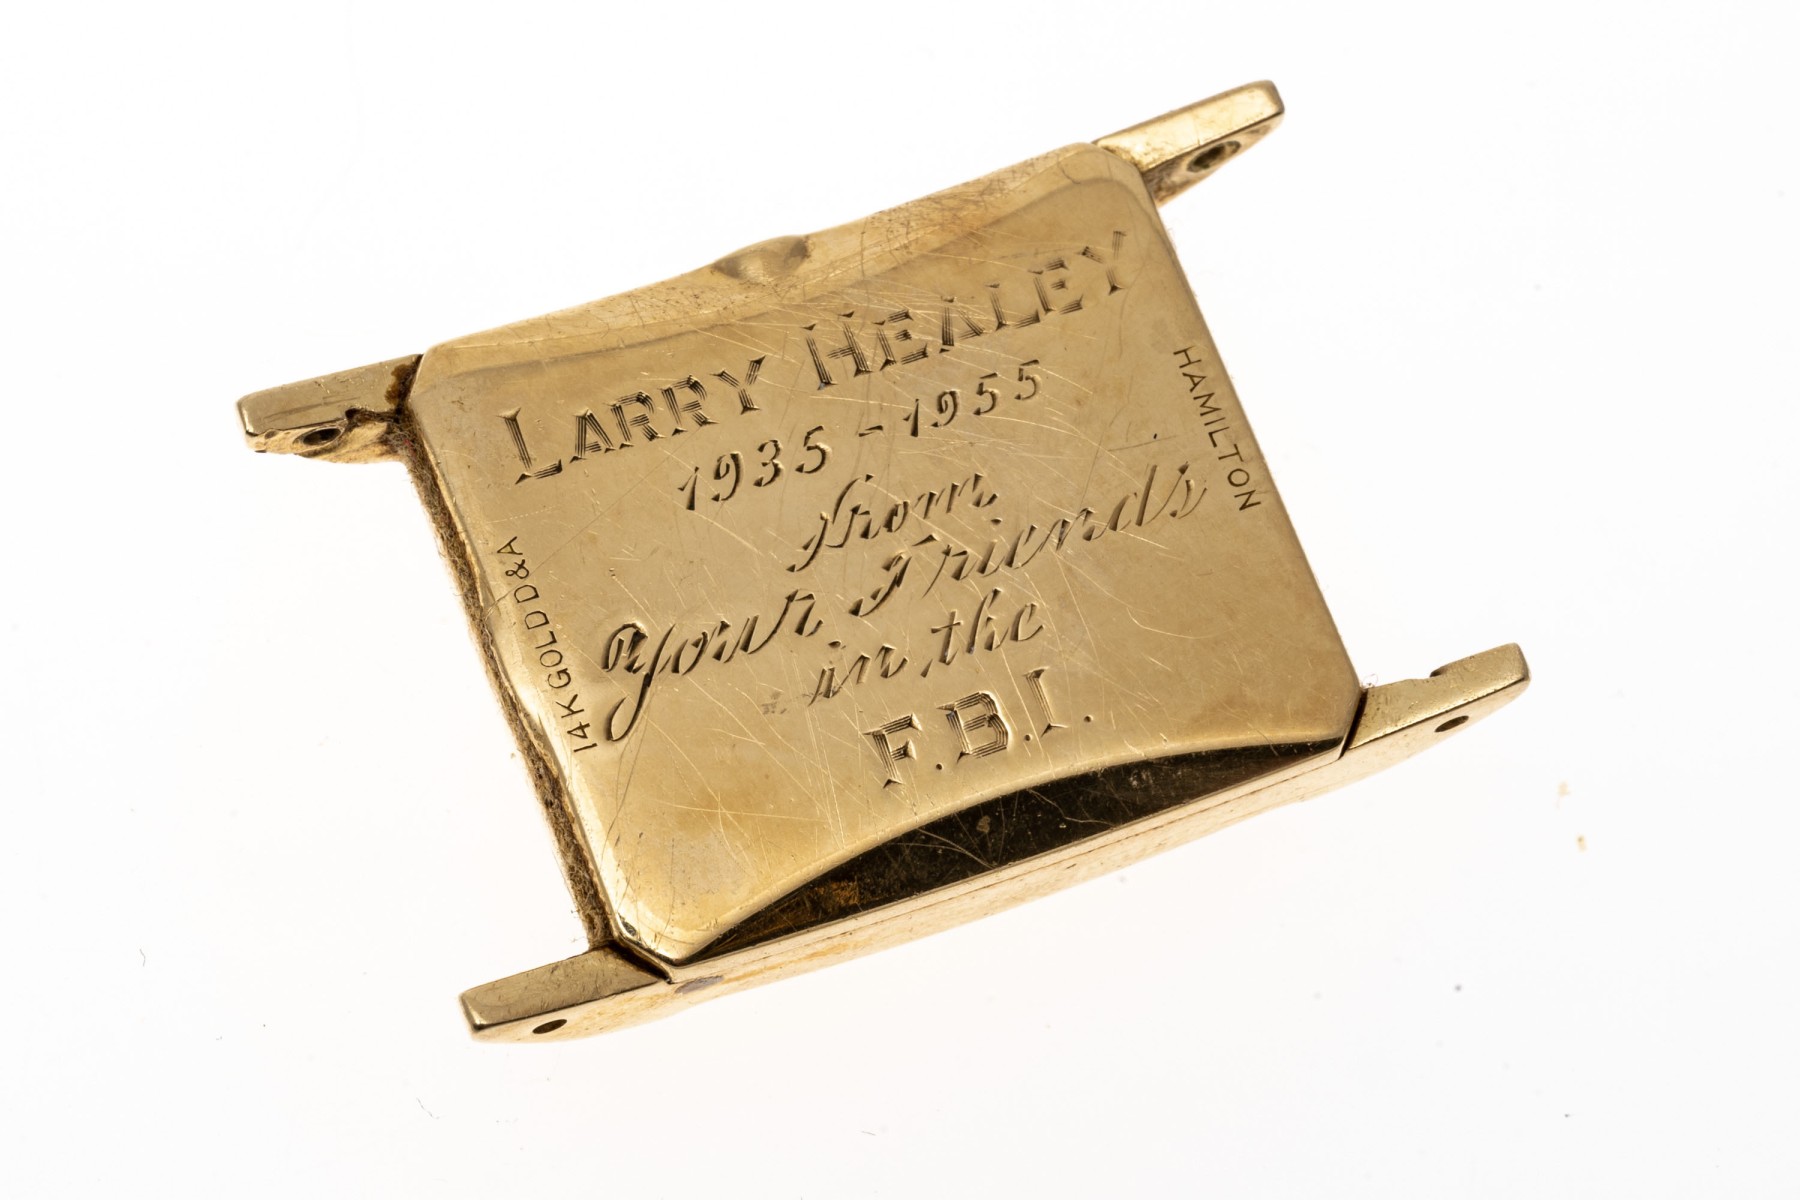 LARRY HEALEY
1935-1955
from
Your Friends
in the
F.B.I.
HAMILTON
14K GOLD D&A